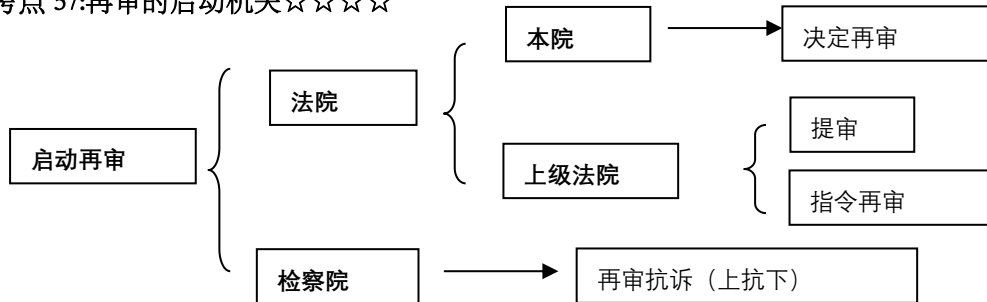 考点 57:再审的启动机关☆☆☆☆
本院
决定再审
法院
提审
启动再审
上级法院
指令再审
检察院
再审抗诉（上抗下）